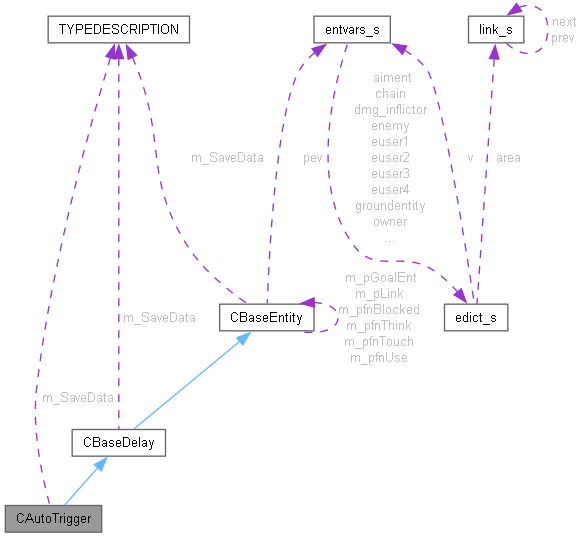 TYPEDESCRIPTION
entvars_s
link_s
next
prev
aiment
chain
dmg_inflictor
enemy
euser1
euser2
euser3
euser4
groundentity
owner
...
m_SaveData
pev
v
area
m_pGoalEnt
m_pLink
m_pfnBlocked
m_pfnThink
m_pfnTouch
m_pfnUse
CBaseEntity
edict_s
m_SaveData
m_SaveData
CBaseDelay
CAutoTrigger